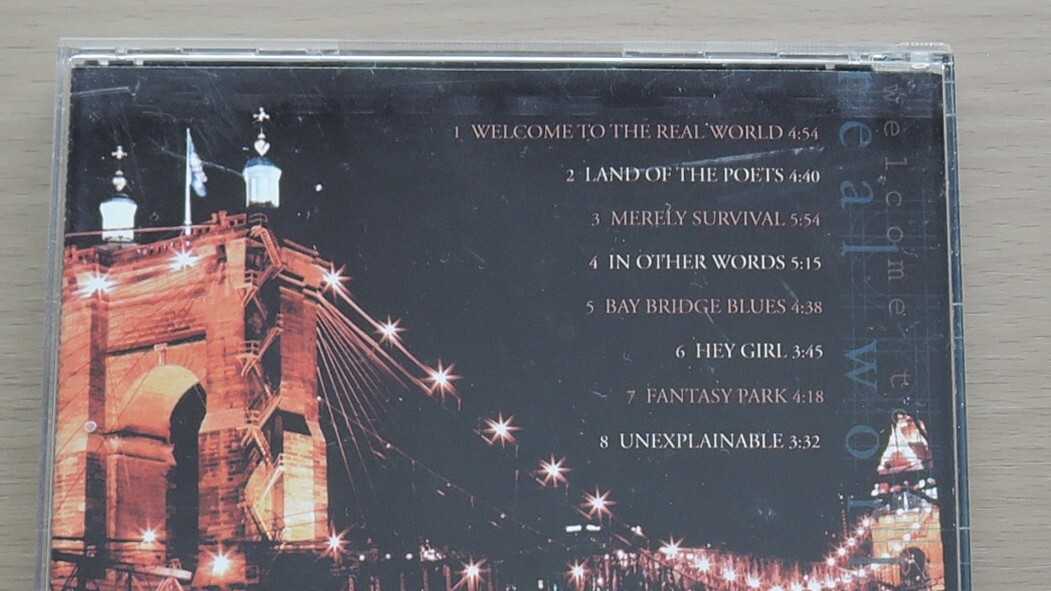 1 WELCOME TO THE REAL WORLD 4:54
2 LAND OF THE POETS 4:40
3 MERELY SURVIVAL 5:54
4 IN OTHER WORDS 5:15
5 BAY BRIDGE BLUES 4:38
6 HEY GIRL 3:45
7 FANTASY PARK 4:18
8 UNEXPLAINABLE 3:32
welcome to